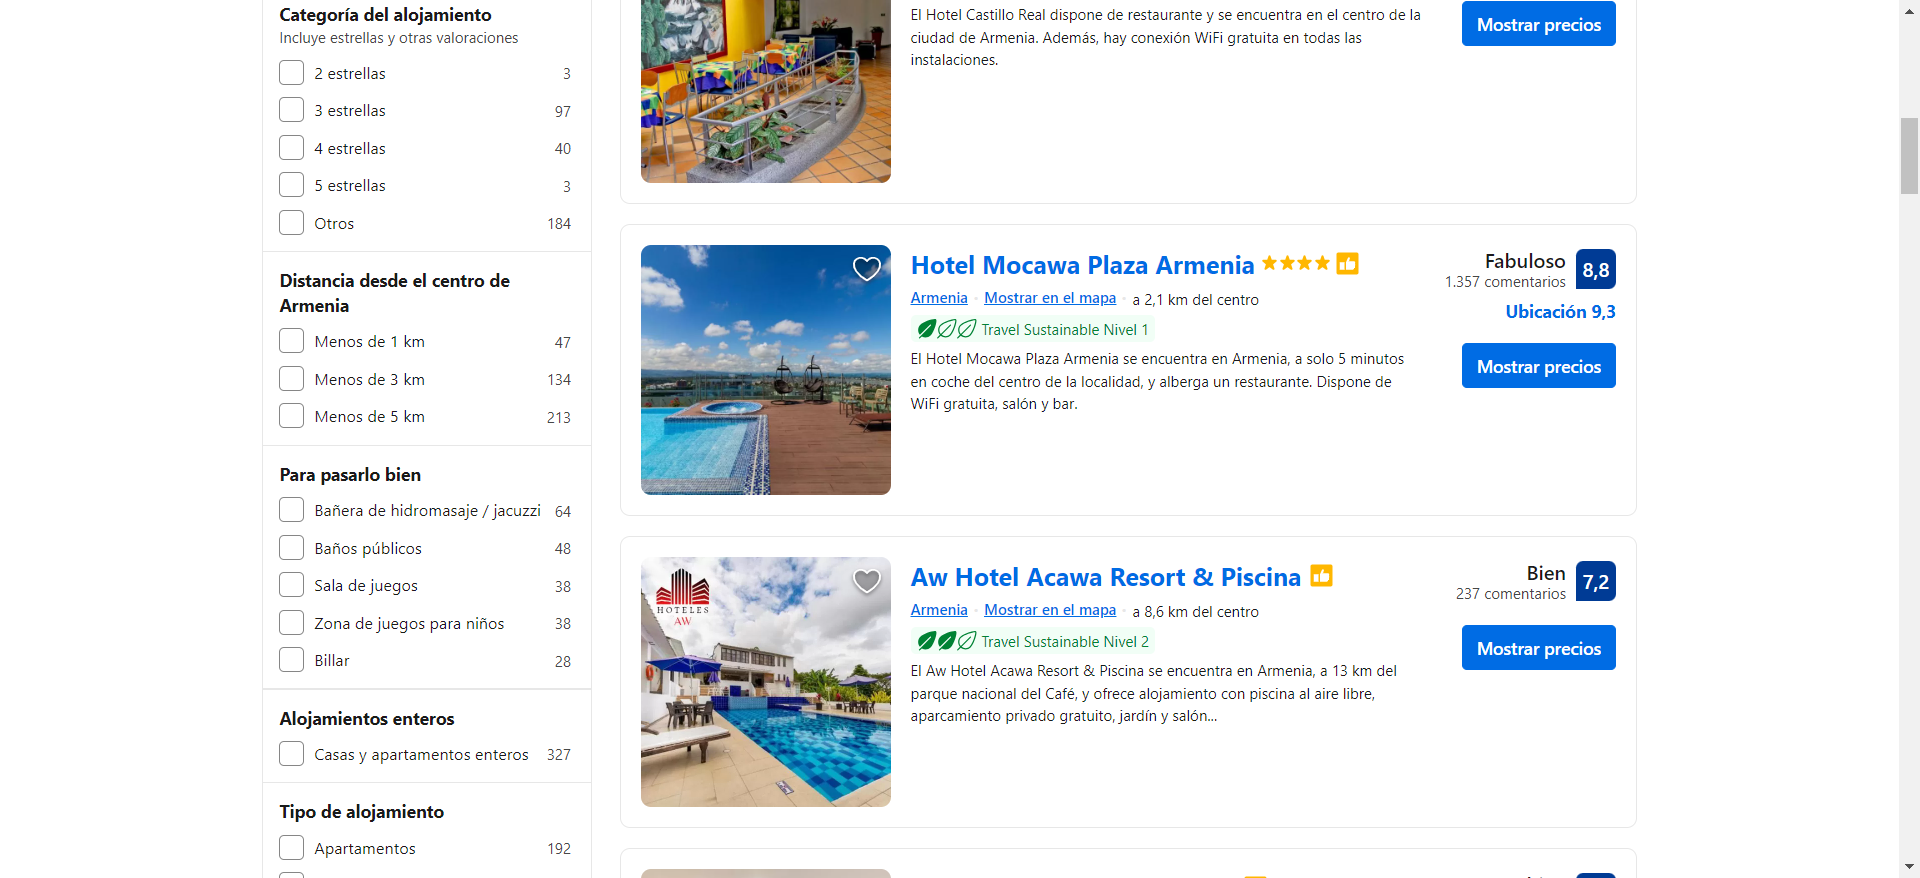 Categoría del alojamiento
Incluye estrellas y otras valoraciones
2 estrellas 3
3 estrellas 97
4 estrellas 40
5 estrellas 3
Otros 184
Distancia desde el centro de
Armenia
Menos de 1 km 47
Menos de 3 km 134
Menos de 5 km 213
Para pasarlo bien
Bañera de hidromasaje / jacuzzi 64
Baños públicos 48
Sala de juegos 38
Zona de juegos para niños 38
Billar 28
Alojamientos enteros
Casas y apartamentos enteros 327
Tipo de alojamiento
Apartamentos 192
El Hotel Castillo Real dispone de restaurante y se encuentra en el centro de la
ciudad de Armenia. Además, hay conexión WiFi gratuita en todas las
instalaciones.
Mostrar precios
Hotel Mocawa Plaza Armenia
Armenia Mostrar en el mapa a 2,1 km del centro
Travel Sustainable Nivel 1
El Hotel Mocawa Plaza Armenia se encuentra en Armenia, a solo 5 minutos
en coche del centro de la localidad, y alberga un restaurante. Dispone de
WiFi gratuita, salón y bar.
Fabuloso 8,8
1.357 comentarios
Ubicación 9,3
Mostrar precios
HOTELES
AW
Aw Hotel Acawa Resort & Piscina
Armenia Mostrar en el mapa a 8,6 km del centro
Travel Sustainable Nivel 2
El Aw Hotel Acawa Resort & Piscina se encuentra en Armenia, a 13 km del
parque nacional del Café, y ofrece alojamiento con piscina al aire libre,
aparcamiento privado gratuito, jardín y salón...
Bien 7,2
237 comentarios
Mostrar precios